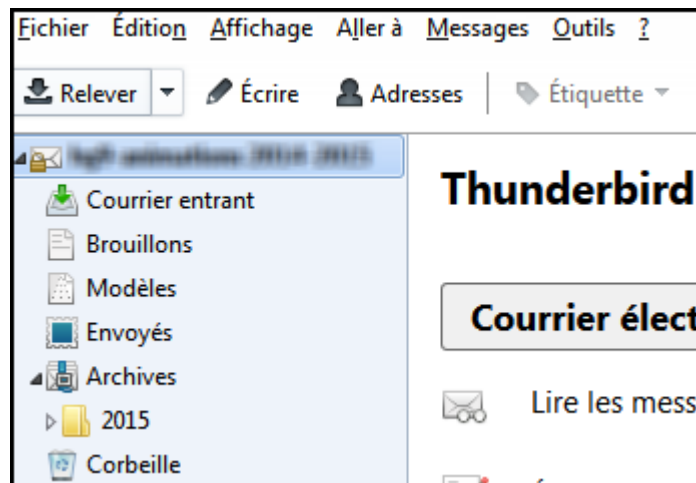 Fichier Édition Affichage Aller à Messages Outils ?
Relever Écrire Adresses Étiquette
Thunderbird
Courrier entrant
Brouillons
Modèles
Envoyés
Archives
2015
Corbeille
Courrier élect
Lire les mess